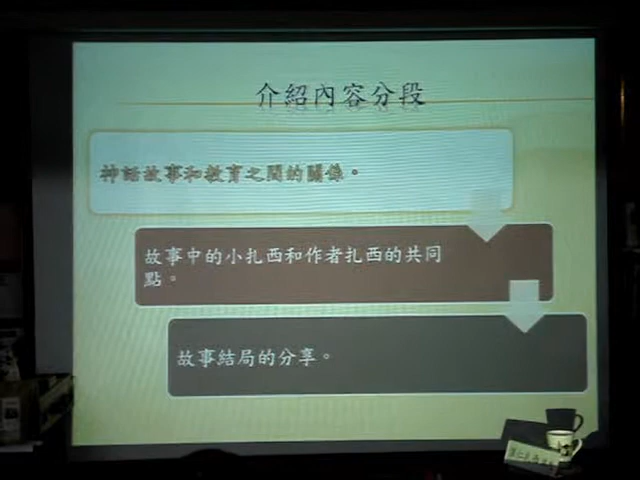 介紹內容分段
神話故事和教育之間的關係。
故事中的小扎西和作者扎西的共同
點。
故事結局的分享。